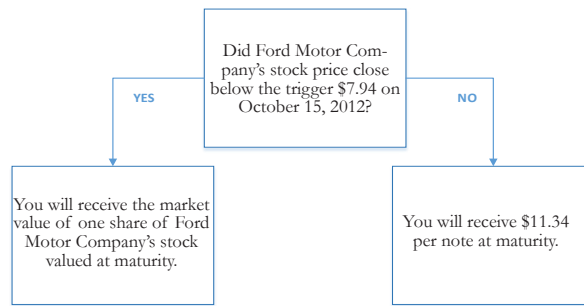 Did Ford Motor Com-
pany's stock price close
below the trigger $7.94 on
October 15, 2012?
YES
NO
You will receive the market
value of one share of Ford
Motor Company's stock
valued at maturity.
You will receive $11.34
per note at maturity.